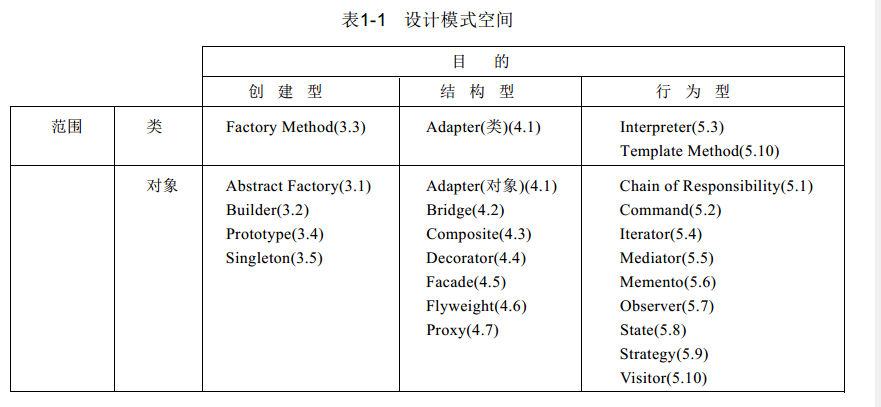 表1-1 设计模式空间
目 的
创 建 型 结 构 型 行 为 型
范围 类 Factory Method(3.3) Adapter(类)(4.1) Interpreter(5.3)
Template Method(5.10)
对象 Abstract Factory(3.1) Adapter(对象)(4.1) Chain of Responsibility(5.1)
Builder(3.2) Bridge(4.2) Command(5.2)
Prototype(3.4) Composite(4.3) Iterator(5.4)
Singleton(3.5) Decorator(4.4) Mediator(5.5)
Facade(4.5) Memento(5.6)
Flyweight(4.6) Observer(5.7)
Proxy(4.7) State(5.8)
Strategy(5.9)
Visitor(5.10)